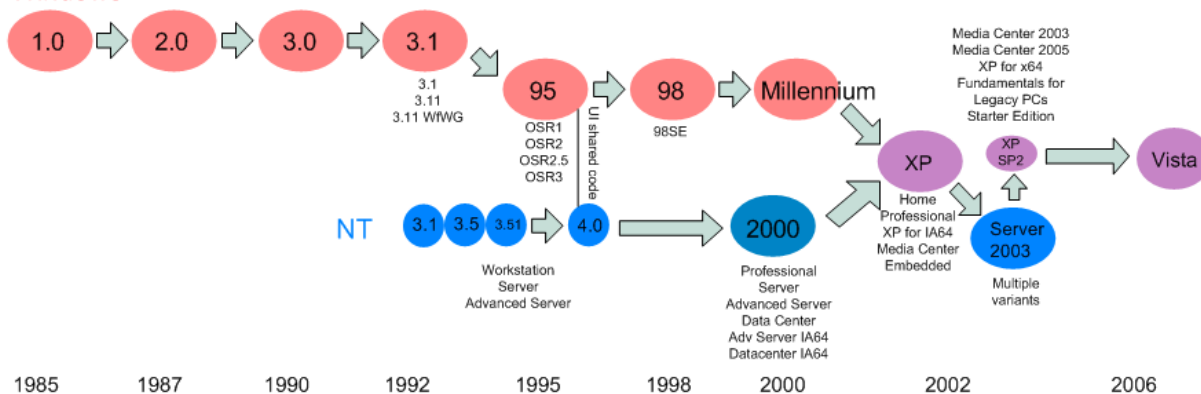 1.0
2.0
3.0
3.1
3.1
3.11
3.11 WfWG
95
OSR1
OSR2
OSR2.5
OSR3
UI shared code
98
98SE
Millennium
XP
Home
Professional
XP for IA64
Media Center
Embedded
Media Center 2003
Media Center 2005
XP for x64
Fundamentals for
Legacy PCs
Starter Edition
XP
SP2
Vista
NT
3.1
3.5
3.51
4.0
Workstation
Server
Advanced Server
2000
Professional
Server
Advanced Server
Data Center
Adv Server IA64
Datacenter IA64
Server
2003
Multiple
variants
1985
1987
1990
1992
1995
1998
2000
2002
2006